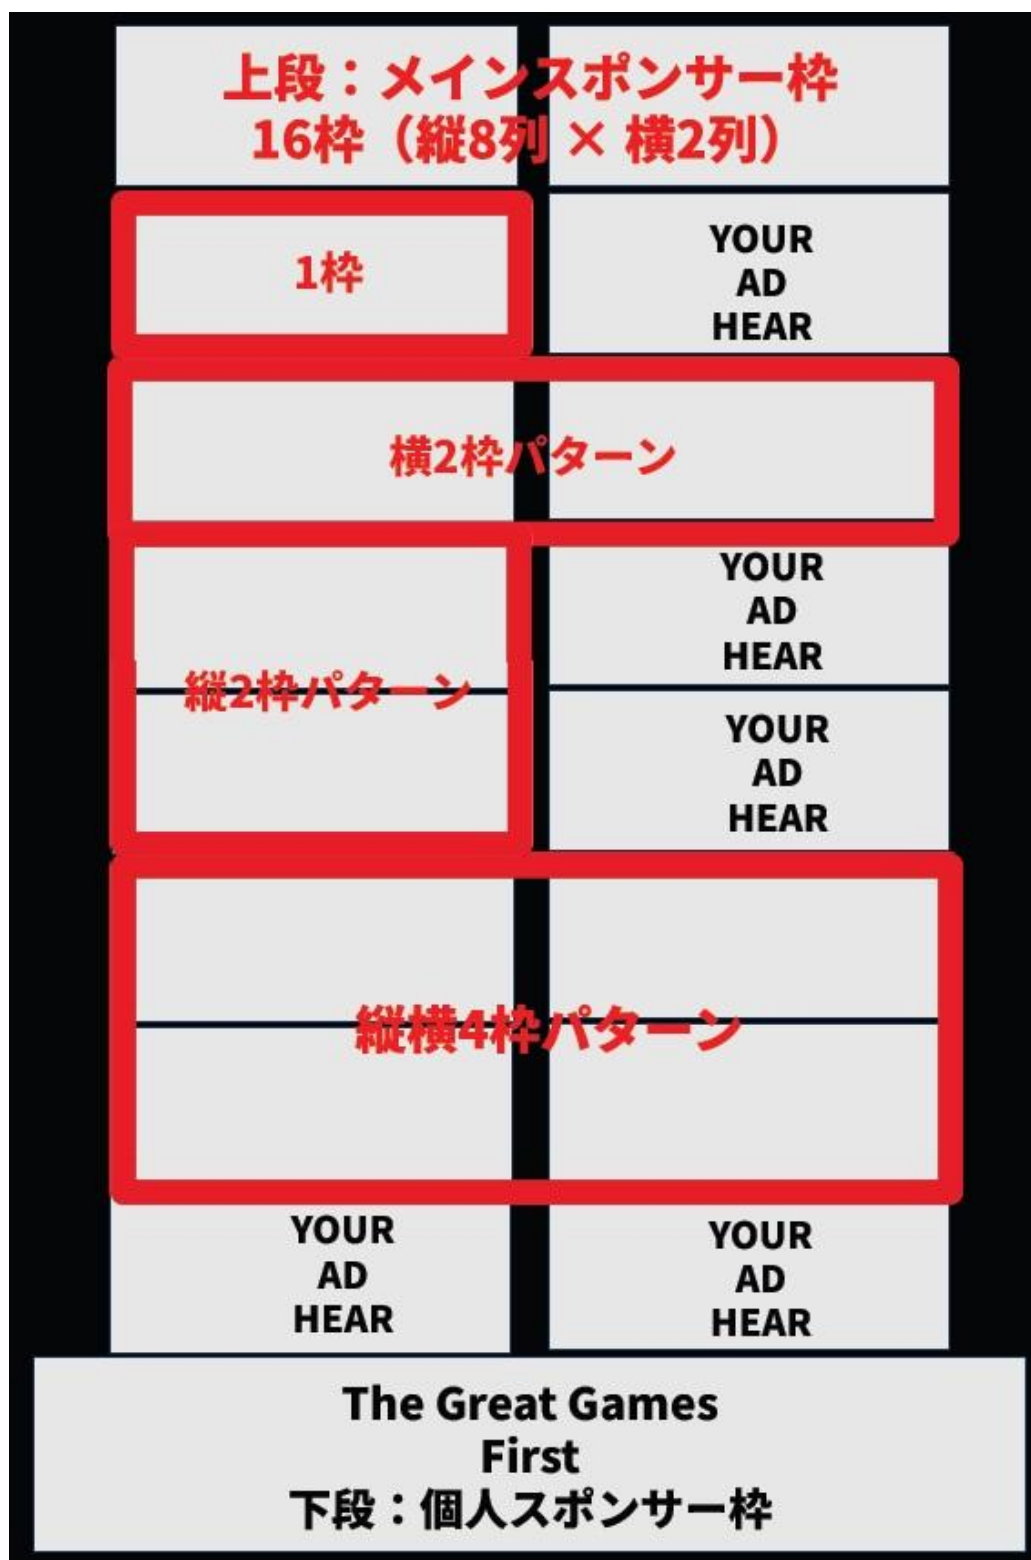 上段：メインスポンサー枠
16枠（縦8列 × 横2列）
1枠
YOUR
AD
HEAR
横2枠パターン
縦2枠パターン
YOUR
AD
HEAR
YOUR
AD
HEAR
縦横4枠パターン
YOUR
AD
HEAR
YOUR
AD
HEAR
The Great Games
First
下段：個人スポンサー枠